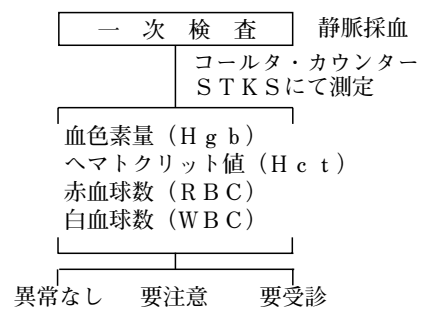 一次検査 静脈採血
コールタ・カウンター
ＳＴＫＳにて測定
血色素量（Ｈｇｂ）
ヘマトクリット値（Ｈｃｔ）
赤血球数（ＲＢＣ）
白血球数（ＷＢＣ）
異常なし 要注意 要受診